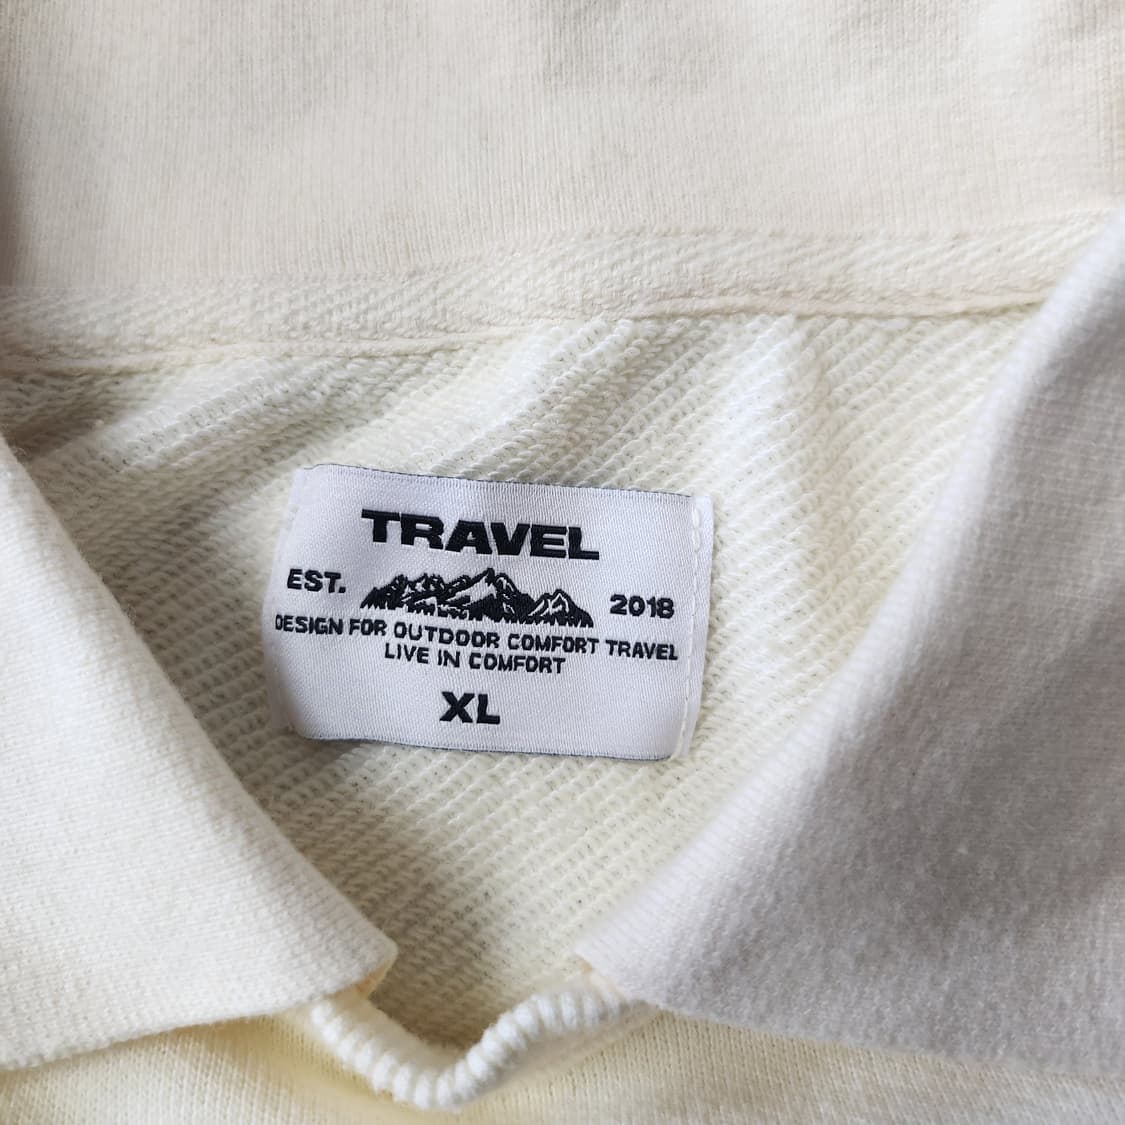 TRAVEL
EST. 2018
DESIGN FOR OUTDOOR COMFORT TRAVEL
LIVE IN COMFORT
XL